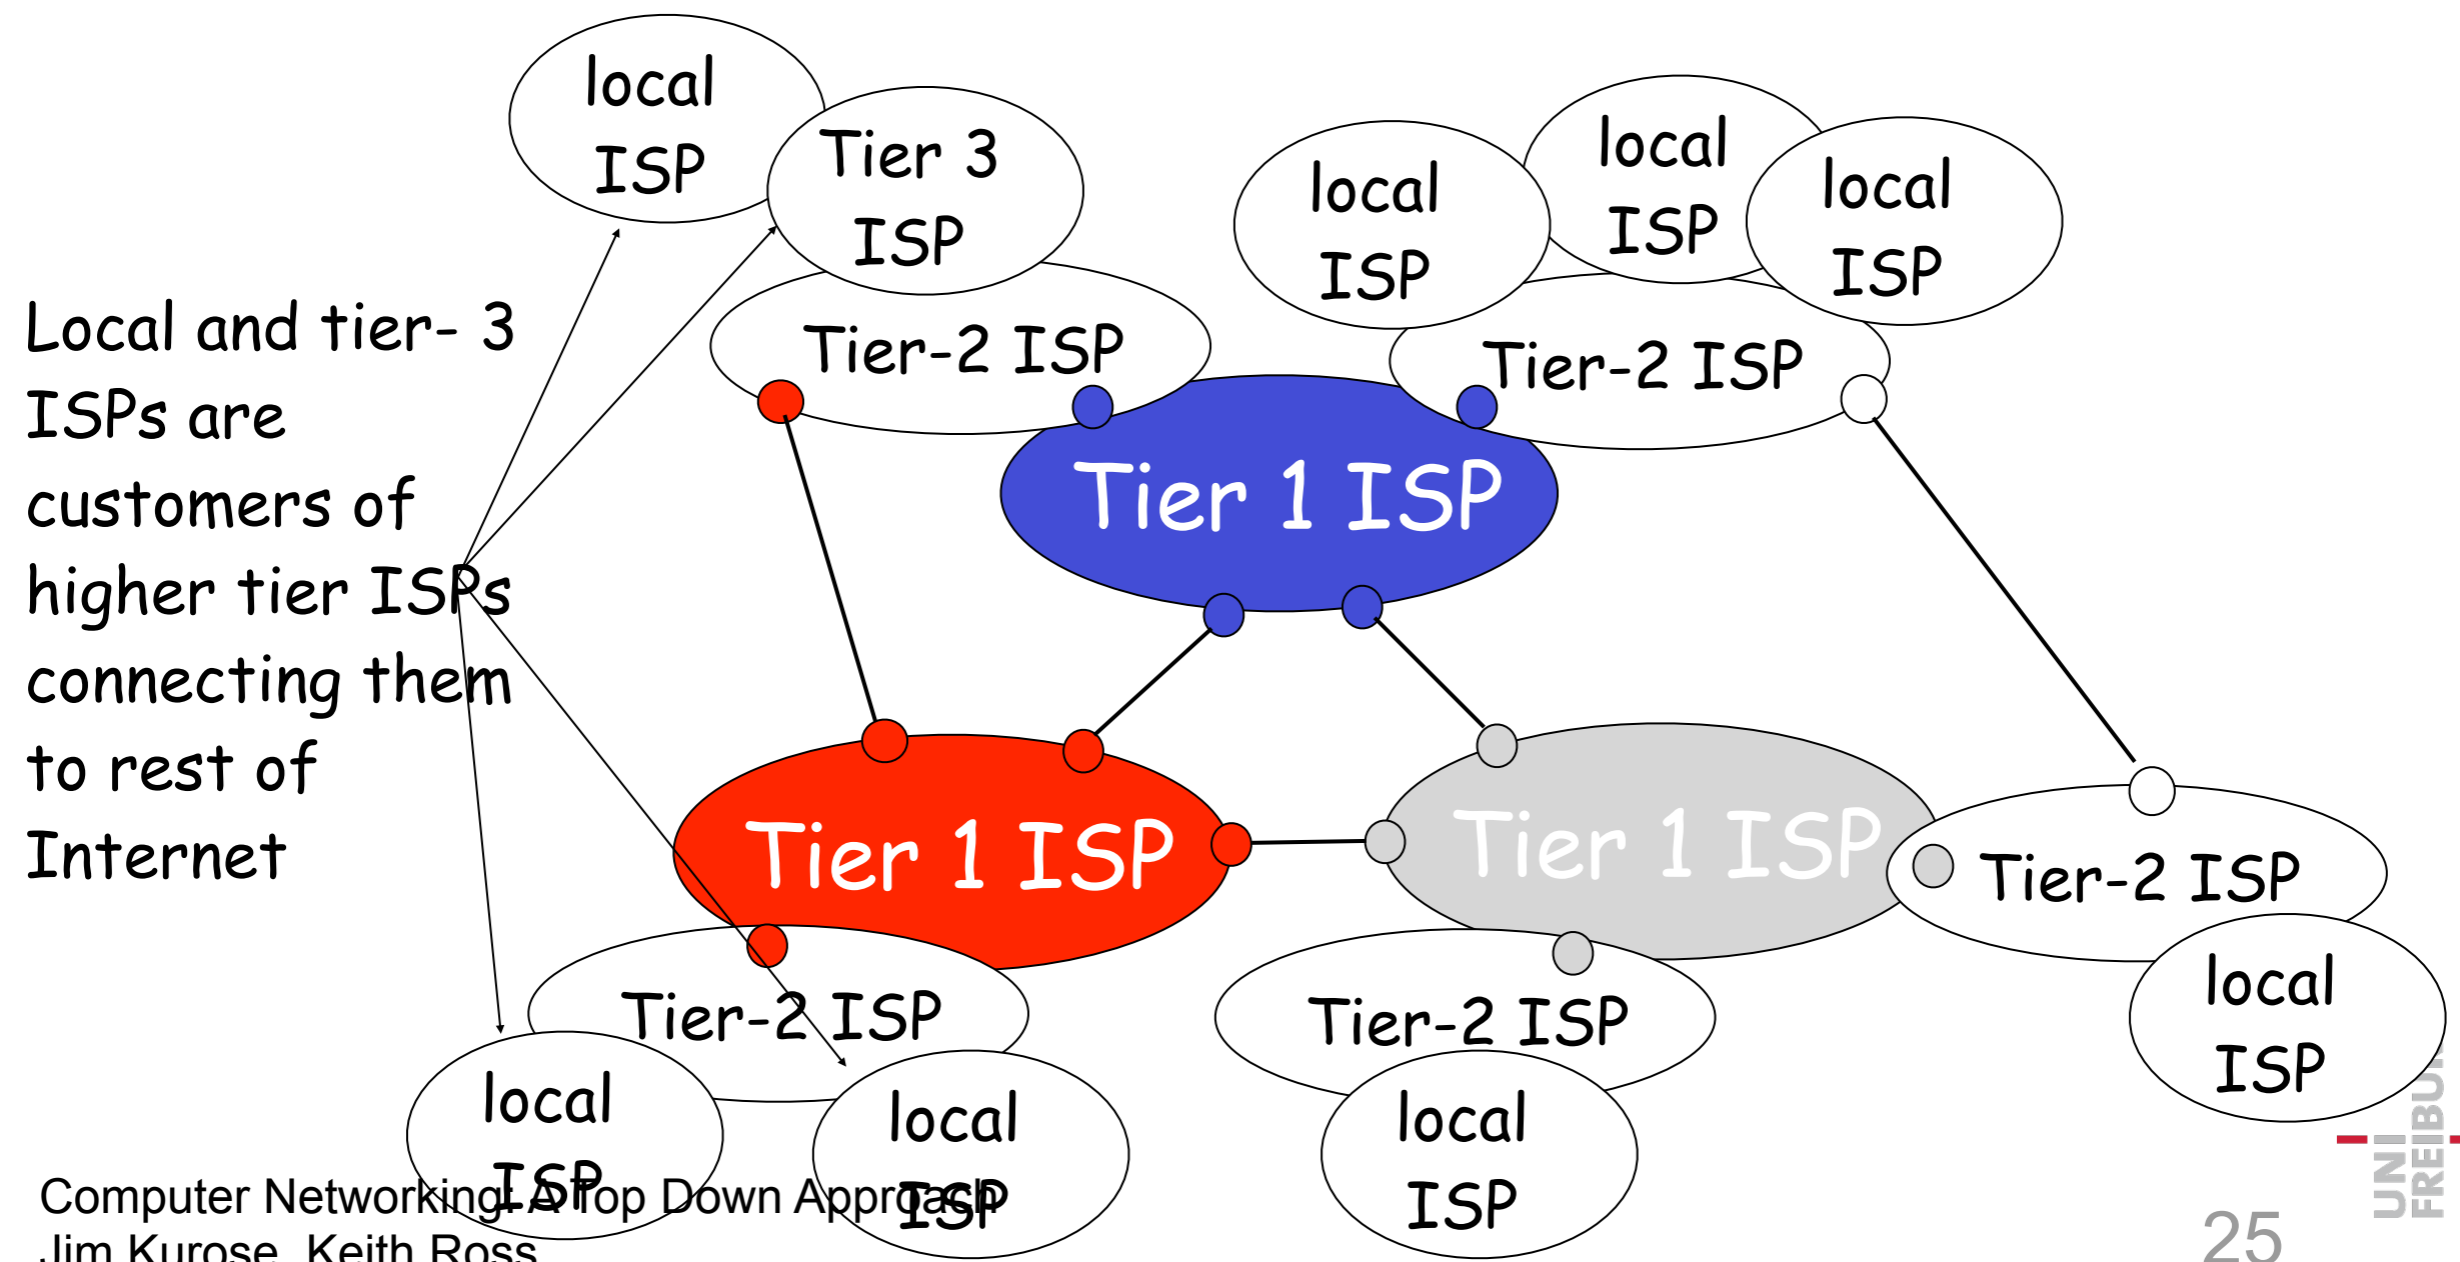 local
ISP
Tier 3
ISP
local
ISP
local
ISP
local
ISP
Local and tier- 3
ISPs are
customers of
higher tier ISPs
connecting them
to rest of
Internet
Tier-2 ISP
Tier-2 ISP
Tier 1 ISP
Tier 1 ISP
Tier 1 ISP
Tier-2 ISP
Tier-2 ISP
Tier-2 ISP
local
ISP
local
ISP
local
ISP
local
ISP
Computer Networking: A Top Down Approach
Jim Kurose, Keith Ross
25
UNI
FREIBURG